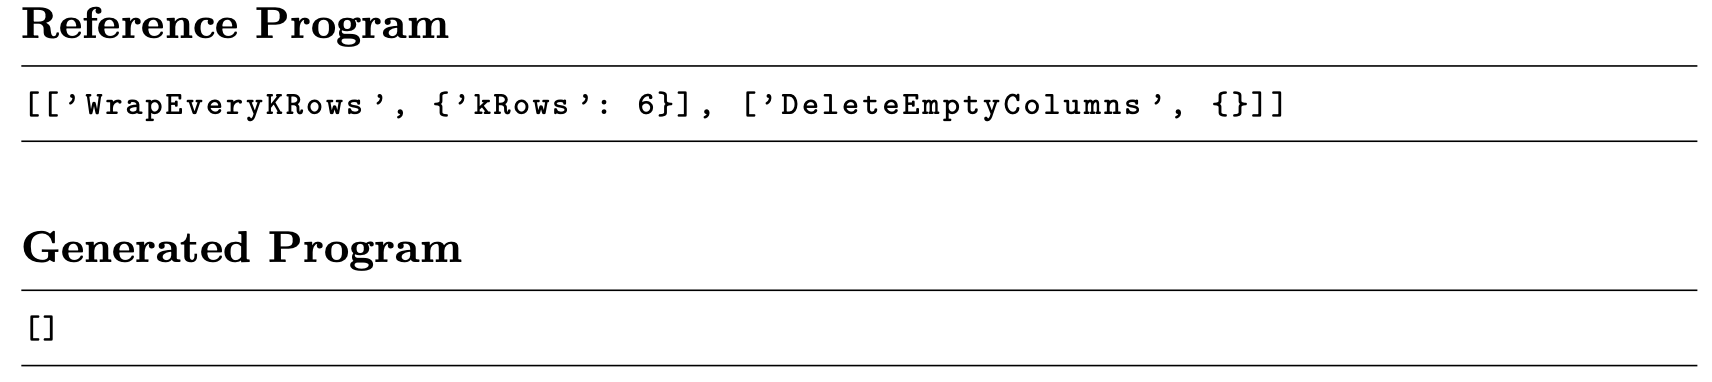 Reference Program
[['WrapEveryKRows', {'kRows': 6}], ['DeleteEmptyColumns', {}]]
Generated Program
[]